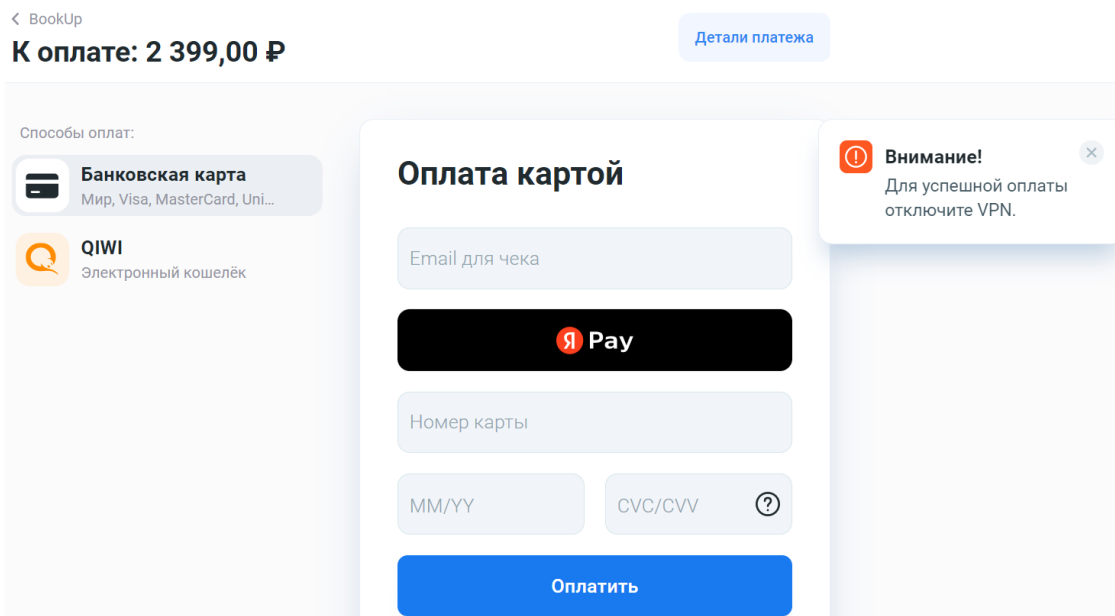 BookUp
К оплате: 2 399,00 ₽
Детали платежа
Способы оплат:
Банковская карта
Мир, Visa, MasterCard, Uni...
QIWI
Электронный кошелёк
Оплата картой
Email для чека
Я Pay
Номер карты
MM/YY
CVC/CVV
?
Оплатить
Внимание!
Для успешной оплаты
отключите VPN.